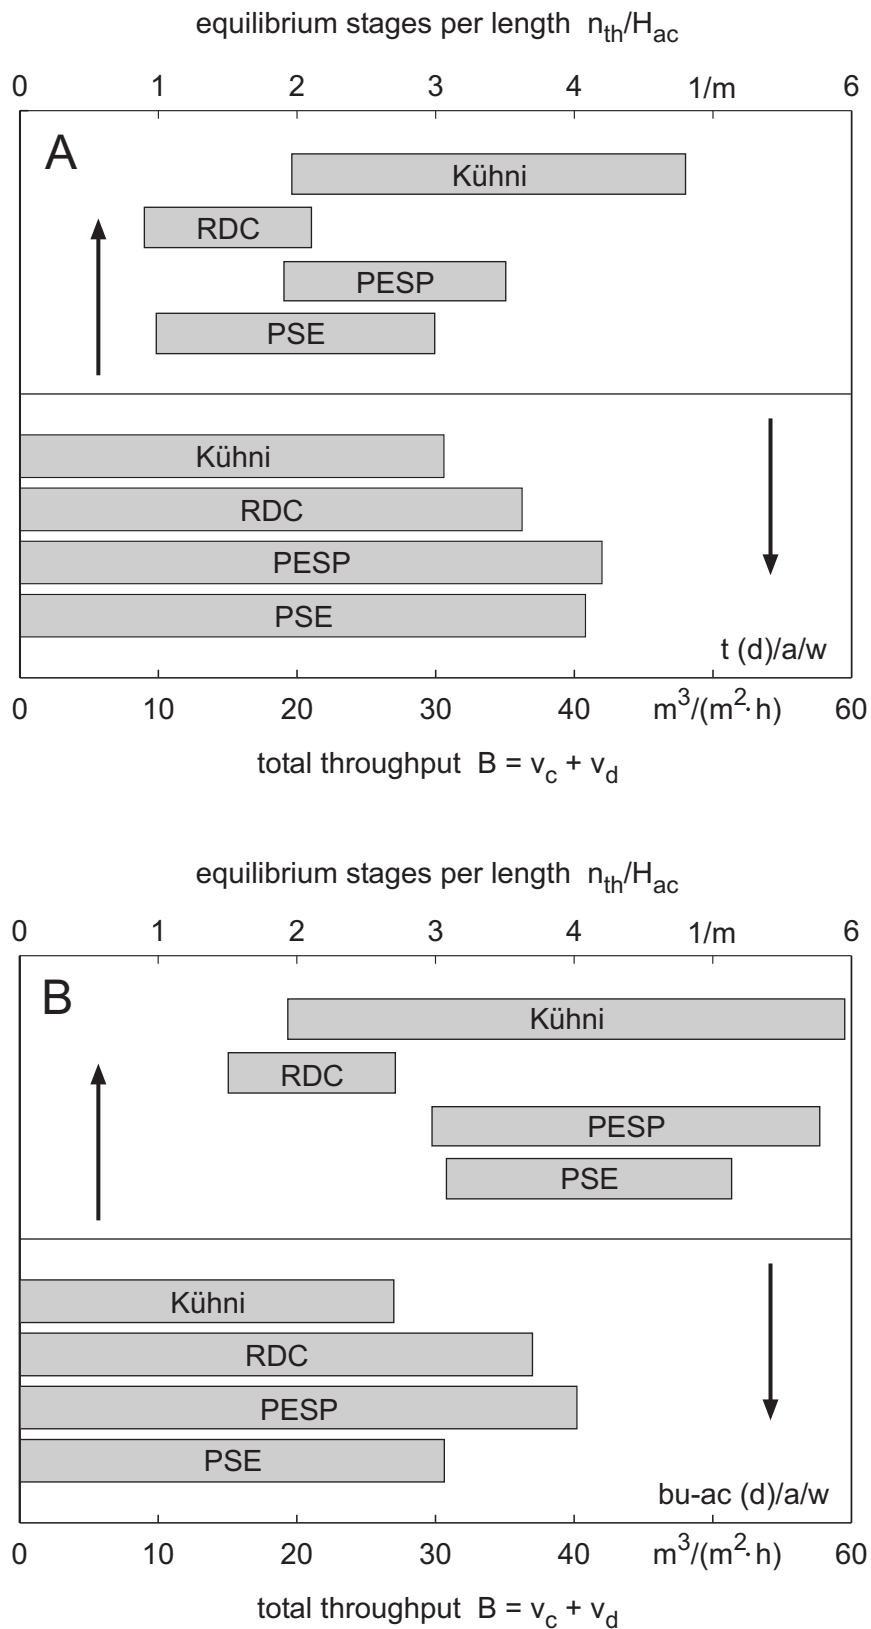 equilibrium stages per length n_th/H_ac
0 1 2 3 4 1/m 6
A
Kühni
RDC
PESP
PSE
Kühni
RDC
PESP
PSE
t (d)/a/w
0 10 20 30 40 m³/(m²·h) 60
total throughput B = v_c + v_d
equilibrium stages per length n_th/H_ac
0 1 2 3 4 1/m 6
B
Kühni
RDC
PESP
PSE
Kühni
RDC
PESP
PSE
bu-ac (d)/a/w
0 10 20 30 40 m³/(m²·h) 60
total throughput B = v_c + v_d